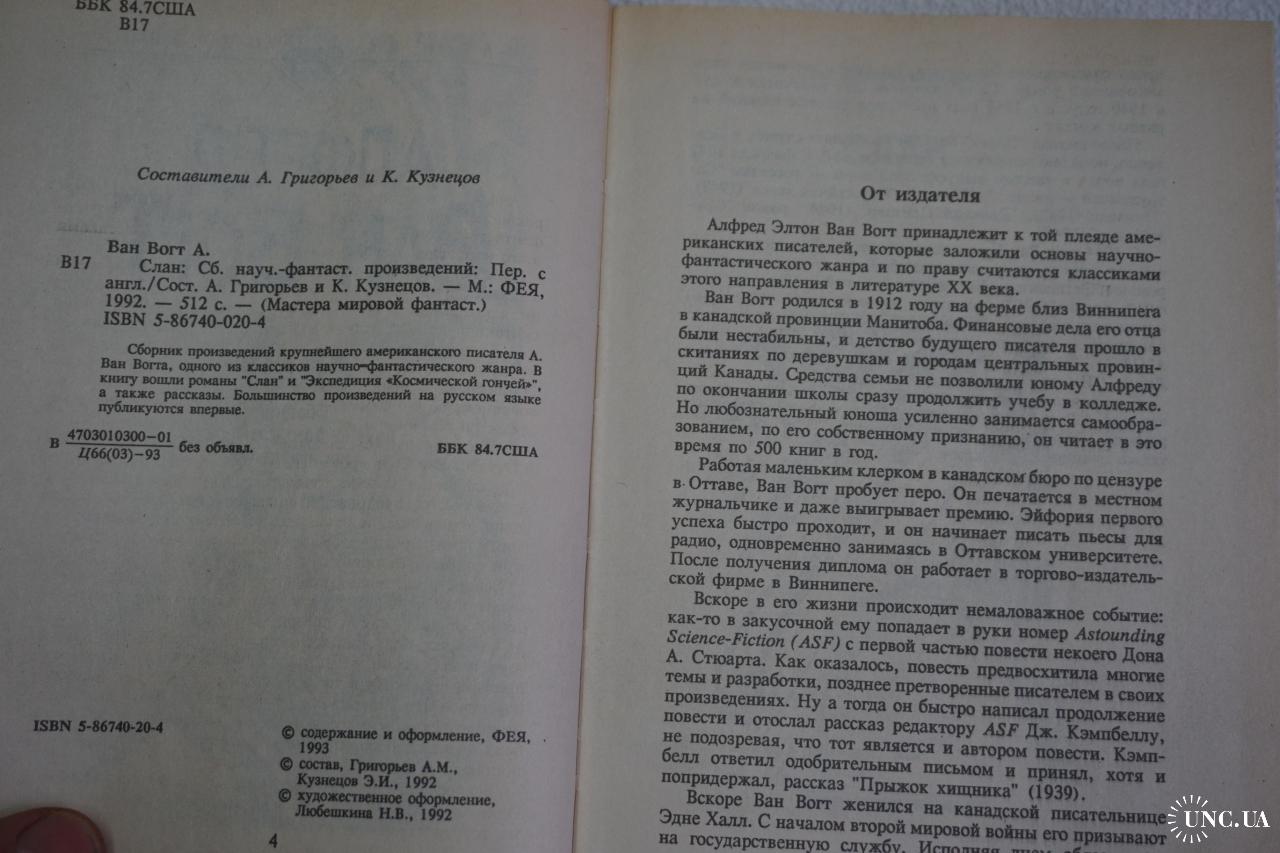 ББК 84.7США
В17
Составители А. Григорьев и К. Кузнецов
Ван Вогт А.
В17
Слан: Сб. науч.-фантаст. произведений: Пер. с
англ./Сост. А. Григорьев и К. Кузнецов. — М.: ФЕЯ,
1992. — 512 с. — (Мастера мировой фантаст.)
ISBN 5-86740-020-4
Сборник произведений крупнейшего американского писателя А.
Ван Вогта, одного из классиков научно-фантастического жанра. В
книгу вошли романы "Слан" и "Экспедиция «Космической гончей»",
а также рассказы. Большинство произведений на русском языке
публикуются впервые.
В 4703010300—01
Ц66(03)—93 без объявл.
ББК 84.7США
ISBN 5-86740-20-4
© содержание и оформление, ФЕЯ,
1993
© состав, Григорьев А.М.,
Кузнецов Э.И., 1992
© художественное оформление,
Любешкина Н.В., 1992
4
От издателя
Алфред Элтон Ван Вогт принадлежит к той плеяде аме-
риканских писателей, которые заложили основы научно-
фантастического жанра и по праву считаются классиками
этого направления в литературе XX века.
Ван Вогт родился в 1912 году на ферме близ Виннипега
в канадской провинции Манитоба. Финансовые дела его отца
были нестабильны, и детство будущего писателя прошло в
скитаниях по деревушкам и городам центральных провин-
ций Канады. Средства семьи не позволили юному Алфреду
по окончании школы сразу продолжить учебу в колледже.
Но любознательный юноша усиленно занимается самообра-
зованием, по его собственному признанию, он читает в это
время по 500 книг в год.
Работая маленьким клерком в канадском бюро по цензуре
в Оттаве, Ван Вогт пробует перо. Он печатается в местном
журнальчике и даже выигрывает премию. Эйфория первого
успеха быстро проходит, и он начинает писать пьесы для
радио, одновременно занимаясь в Оттавском университете.
После получения диплома он работает в торгово-издатель-
ской фирме в Виннипеге.
Вскоре в его жизни происходит немаловажное событие:
как-то в закусочной ему попадает в руки номер Astounding
Science-Fiction (ASF) с первой частью повести некоего Дона
А. Стюарта. Как оказалось, повесть предвосхитила многие
темы и разработки, позднее претворенные писателем в своих
произведениях. Ну а тогда он быстро написал продолжение
повести и отослал рассказ редактору ASF Дж. Кэмпбеллу,
не подозревая, что тот является и автором повести. Кэмп-
белл ответил одобрительным письмом и принял, хотя и
попридержал, рассказ "Прыжок хищника" (1939).
Вскоре Ван Вогт женился на канадской писательнице
Эдне Халл. С началом второй мировой войны его призывают
на государственную службу. Исполняя
UNC.UA